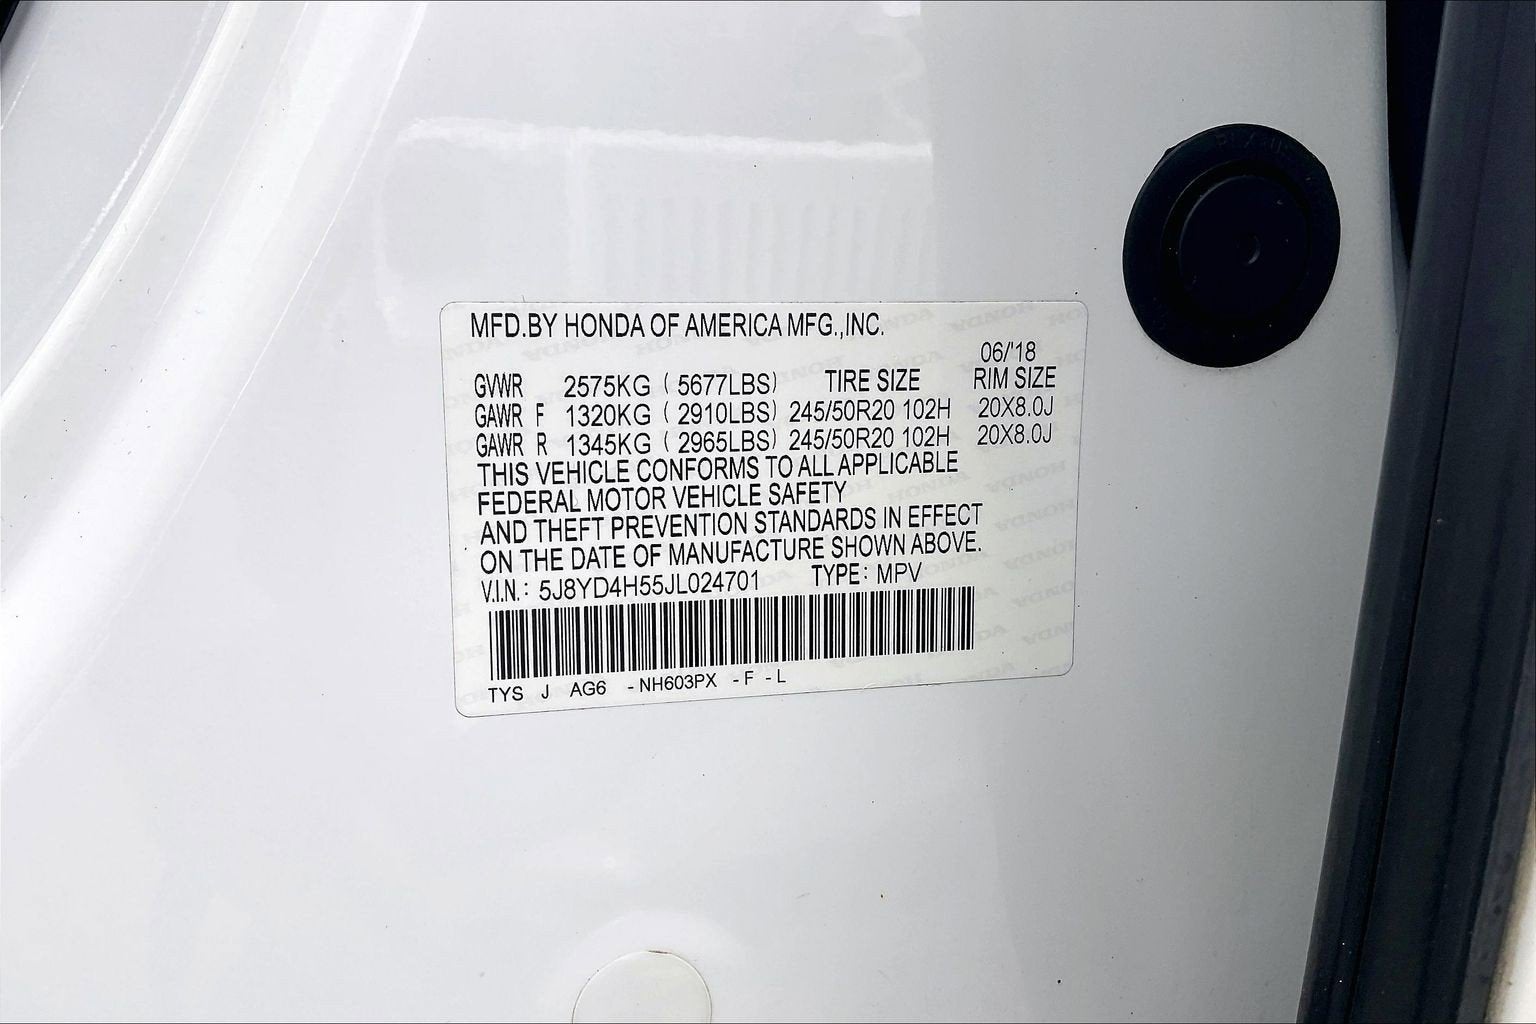 MFD.BY HONDA OF AMERICA MFG.,INC.
06/'18
GVWR 2575KG ( 5677LBS) TIRE SIZE RIM SIZE
GAWR F 1320KG ( 2910LBS) 245/50R20 102H 20X8.0J
GAWR R 1345KG ( 2965LBS) 245/50R20 102H 20X8.0J
THIS VEHICLE CONFORMS TO ALL APPLICABLE
FEDERAL MOTOR VEHICLE SAFETY
AND THEFT PREVENTION STANDARDS IN EFFECT
ON THE DATE OF MANUFACTURE SHOWN ABOVE.
V.I.N.: 5J8YD4H55JL024701 TYPE: MPV
TYS J AG6 -NH603PX -F -L